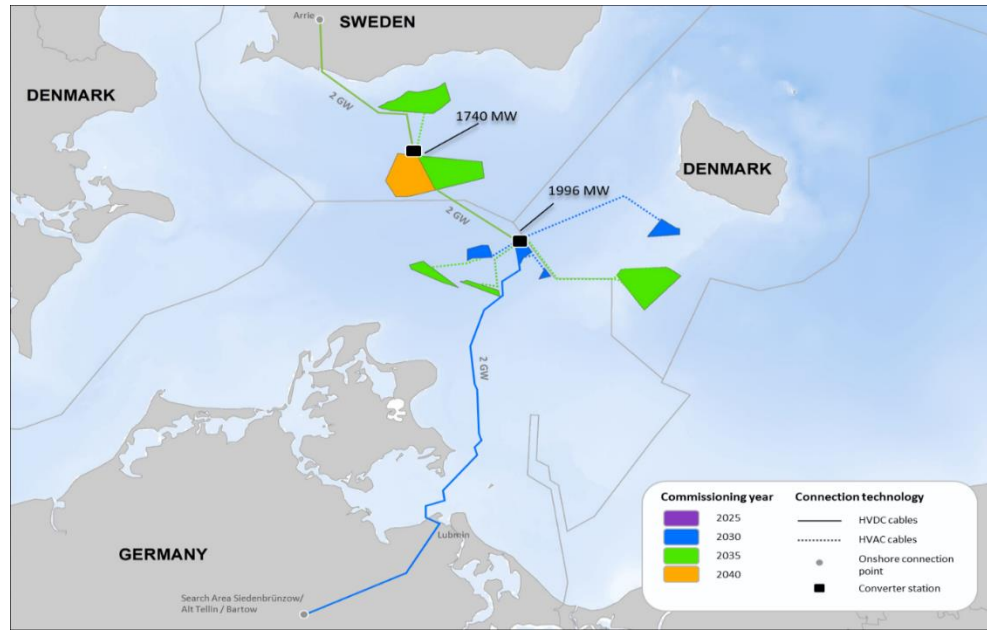 Arrie
SWEDEN
DENMARK
2 GW
1740 MW
DENMARK
1996 MW
2 GW
2 GW
Lubmin
GERMANY
Search Area Siedenbrünzow/
Alt Tellin / Bartow
Commissioning year
2025
2030
2035
2040
Connection technology
HVDC cables
HVAC cables
Onshore connection
point
Converter station